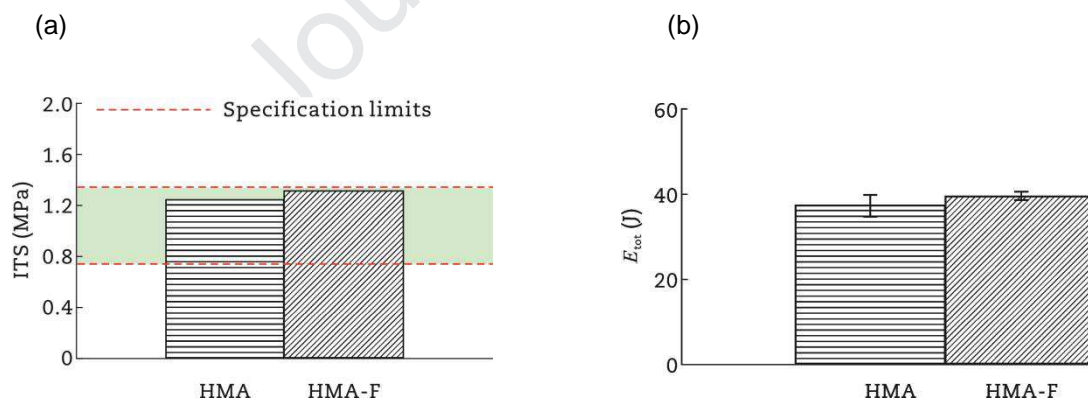 (a)
2.0
Specification limits
1.6
1.2
0.8
0.4
0
ITS (MPa)
HMA
HMA-F
(b)
60
40
20
0
Etot (J)
HMA
HMA-F